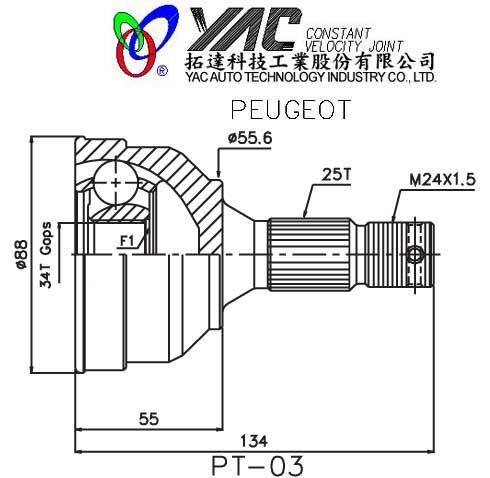 YAC CONSTANT
VELOCITY JOINT
®
拓達科技工業股份有限公司
YAC AUTO TECHNOLOGY INDUSTRY CO., LTD.
PEUGEOT
ø55.6
25T
M24X1.5
F1
34T Gaps
ø88
55
134
PT-03